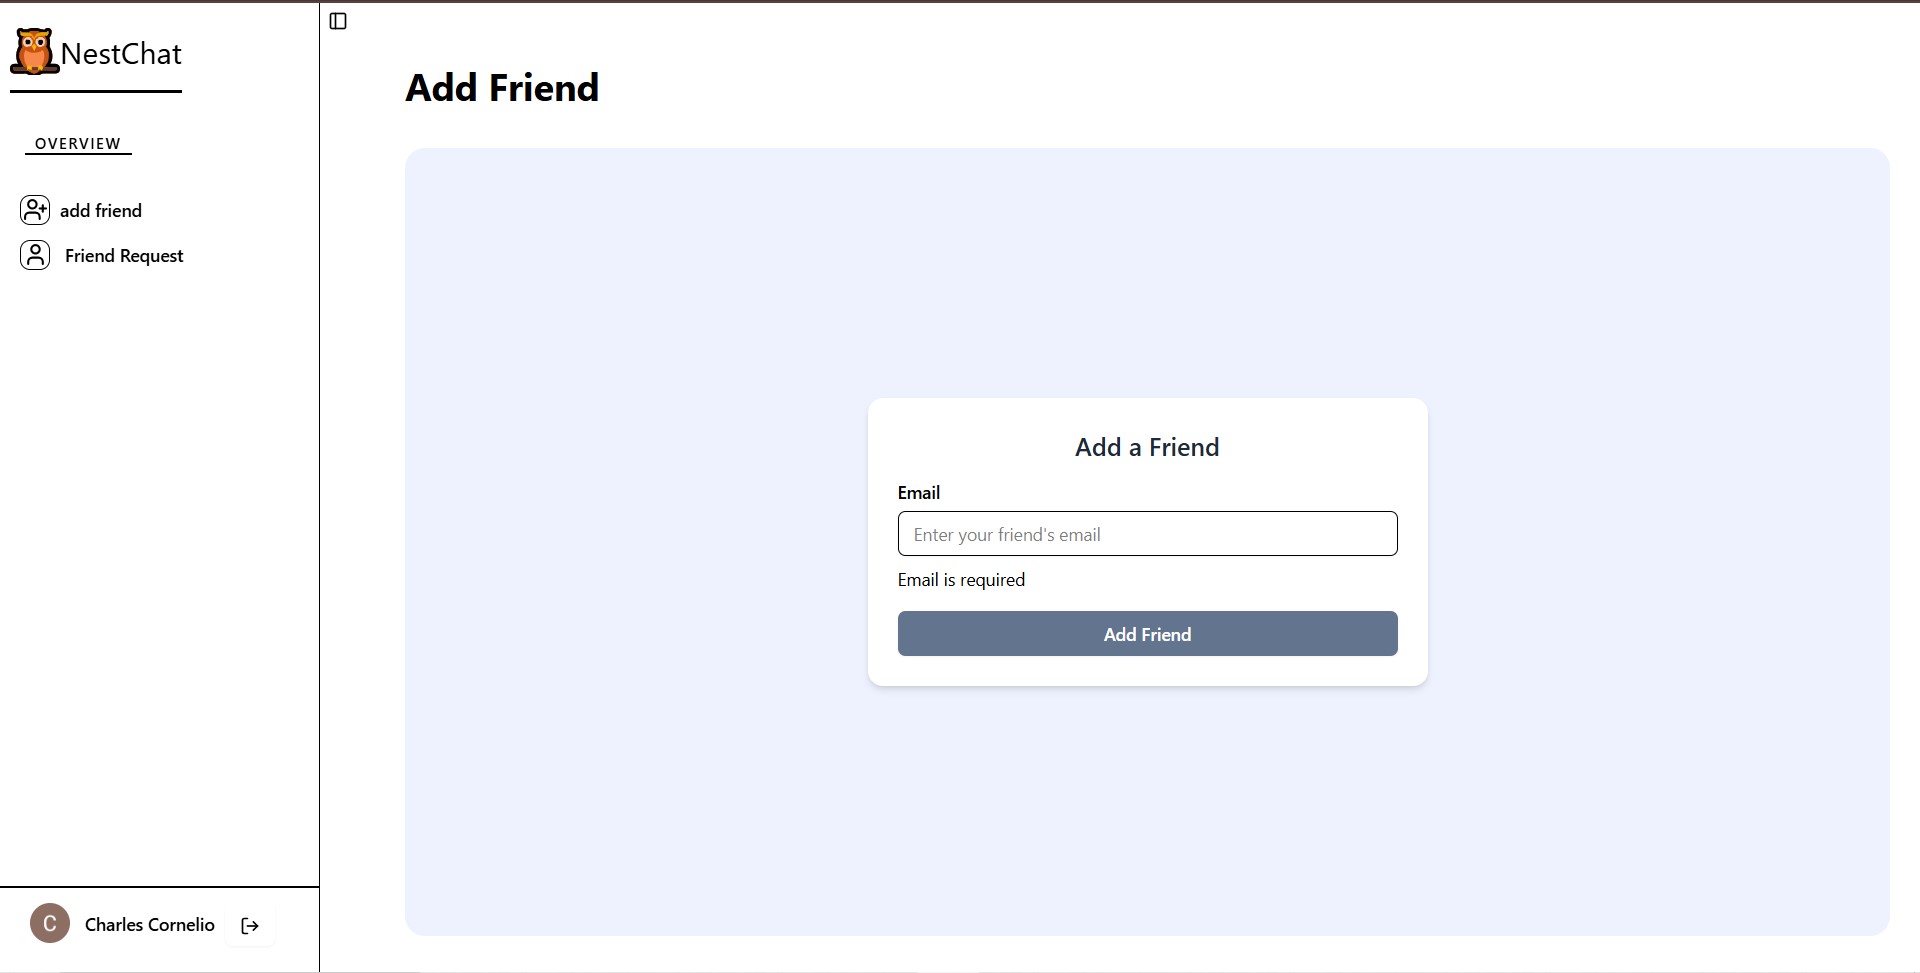 NestChat
OVERVIEW
add friend
Friend Request
C
Charles Cornelio
Add Friend
Add a Friend
Email
Enter your friend's email
Email is required
Add Friend